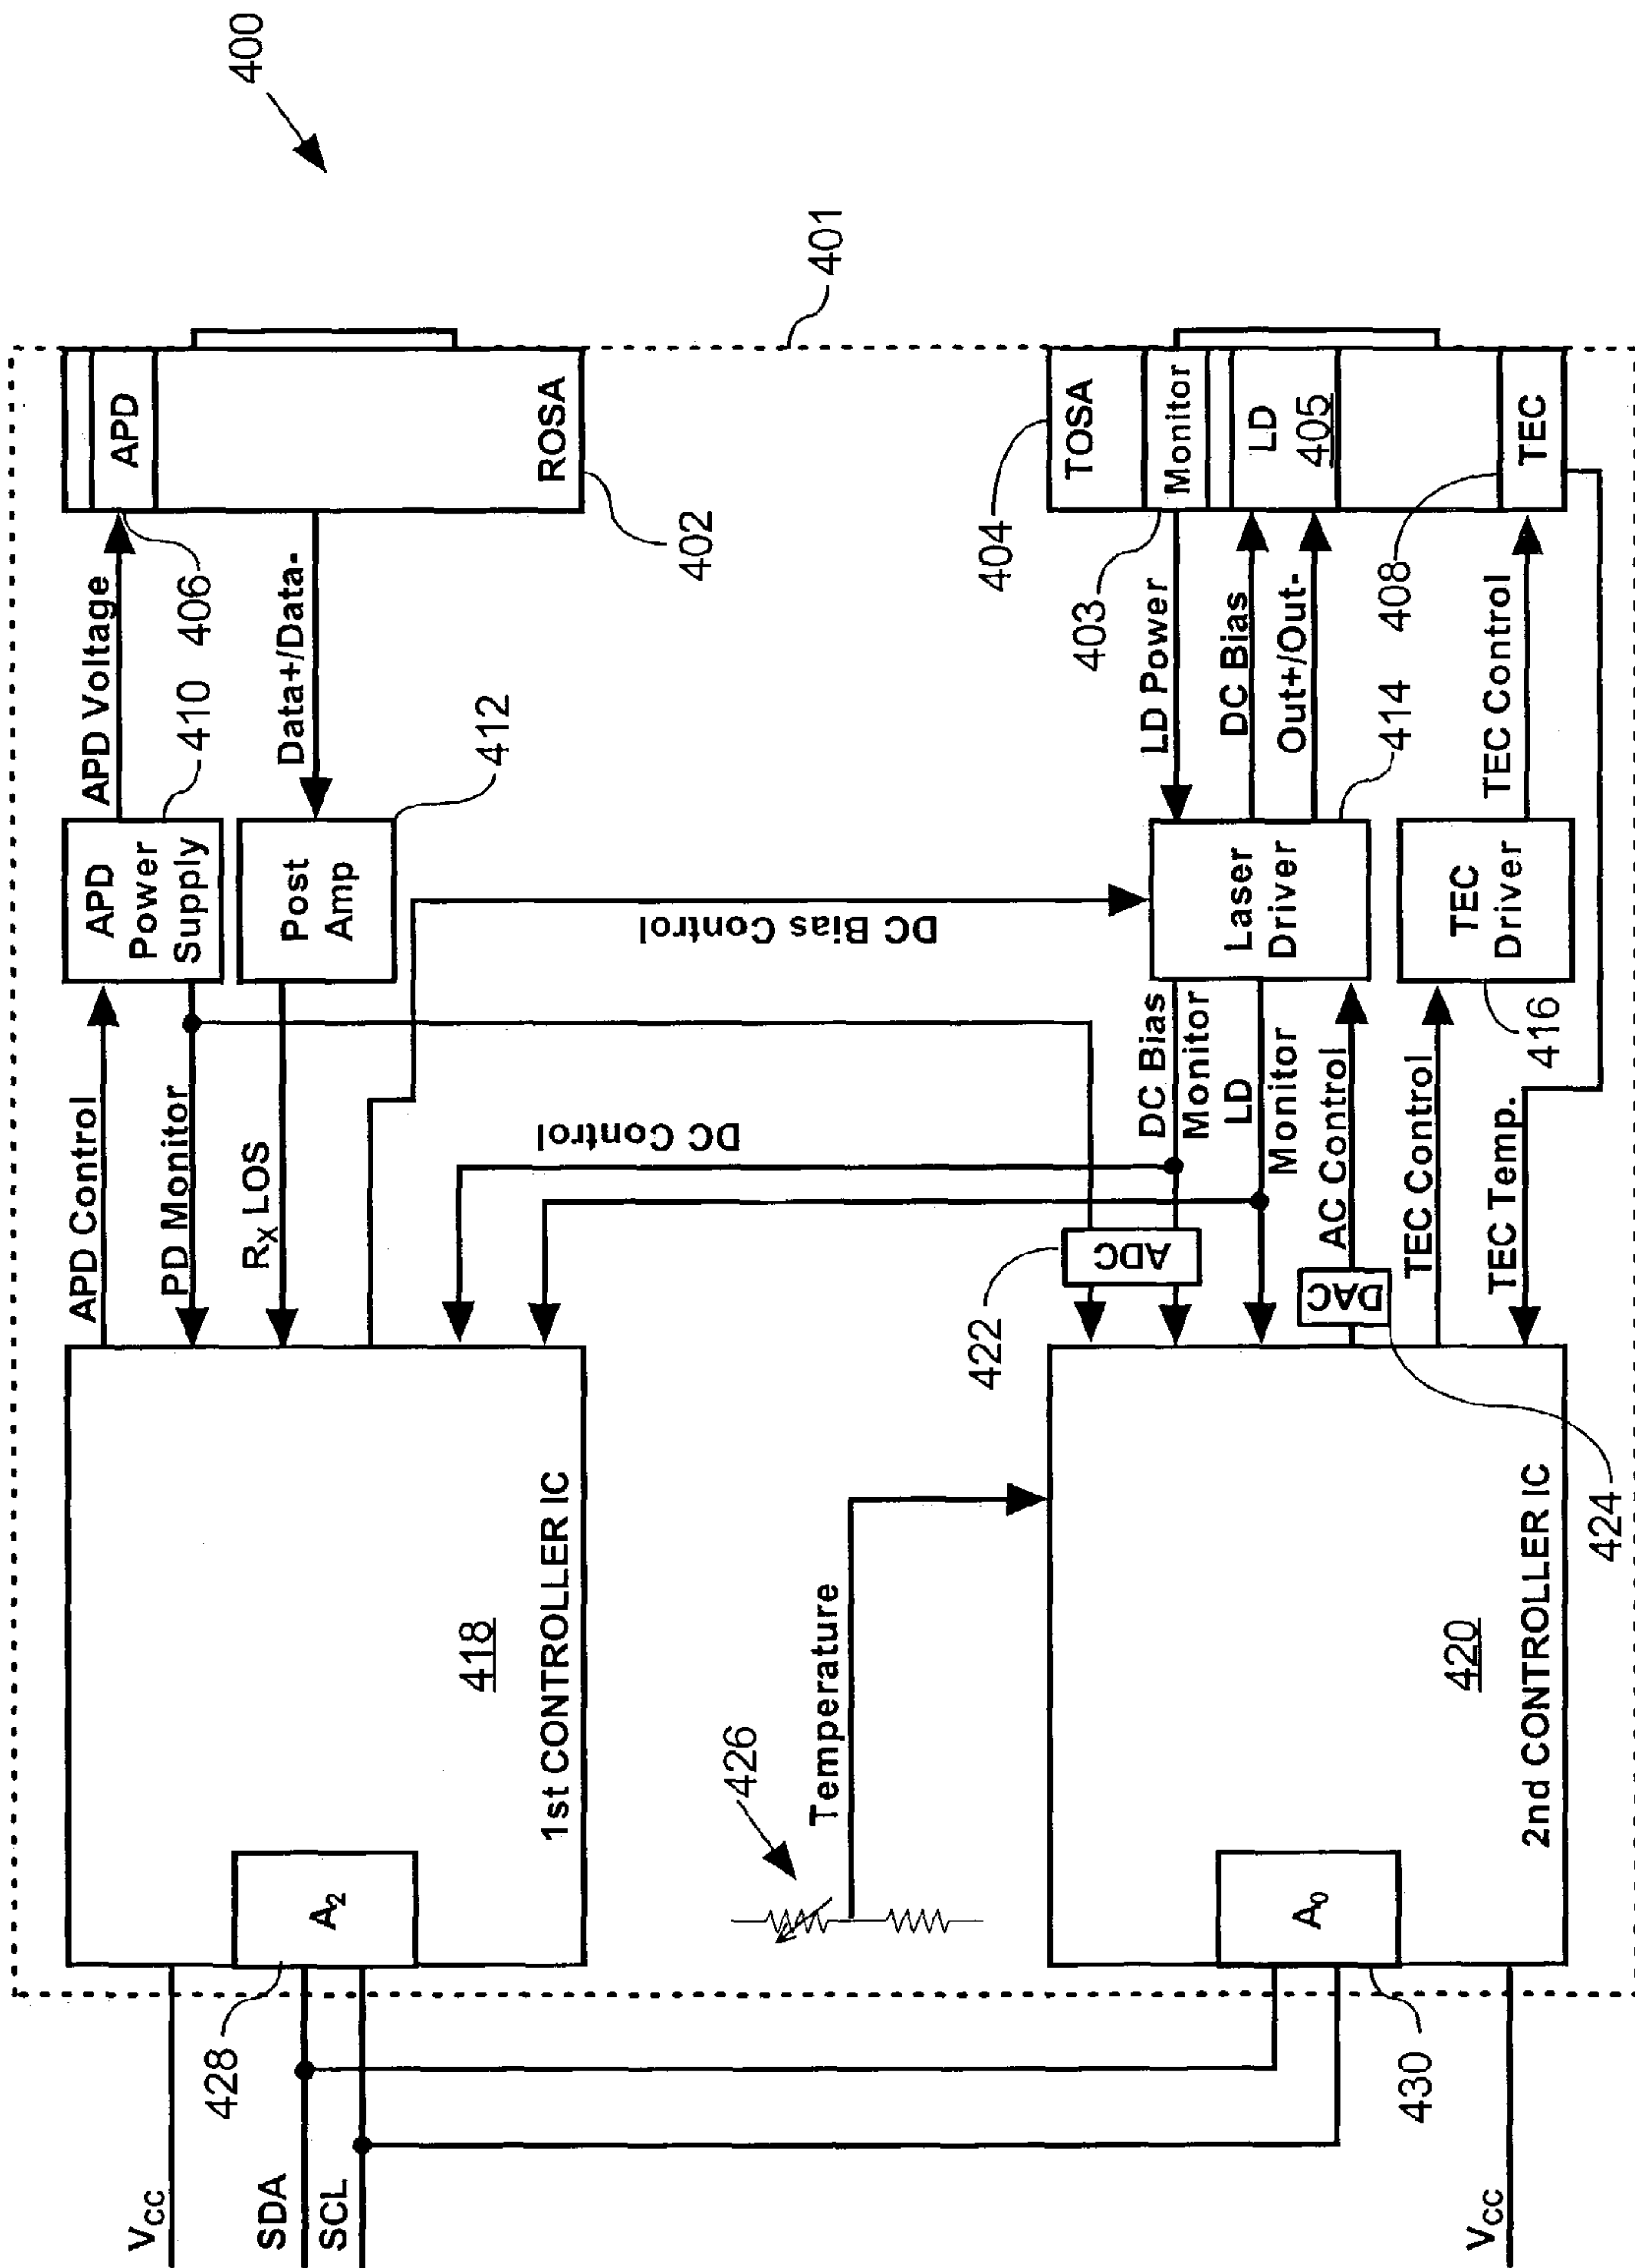 400
401
APD
ROSA
402
406
APD Voltage
Data+/Data-
410
APD
Power
Supply
Post
Amp
412
APD Control
PD Monitor
RX LOS
DC Bias Control
DC Control
418
1st CONTROLLER IC
A2
428
VCC
SDA
SCL
TOSA
404
Monitor
403
LD
405
TEC
408
LD Power
DC Bias
Out+/Out-
414
TEC Control
Laser
Driver
TEC
Driver
416
DC Bias
Monitor
LD
Monitor
AC Control
TEC Control
TEC Temp.
ADC
422
DAC
424
Temperature
426
420
2nd CONTROLLER IC
A0
430
VCC